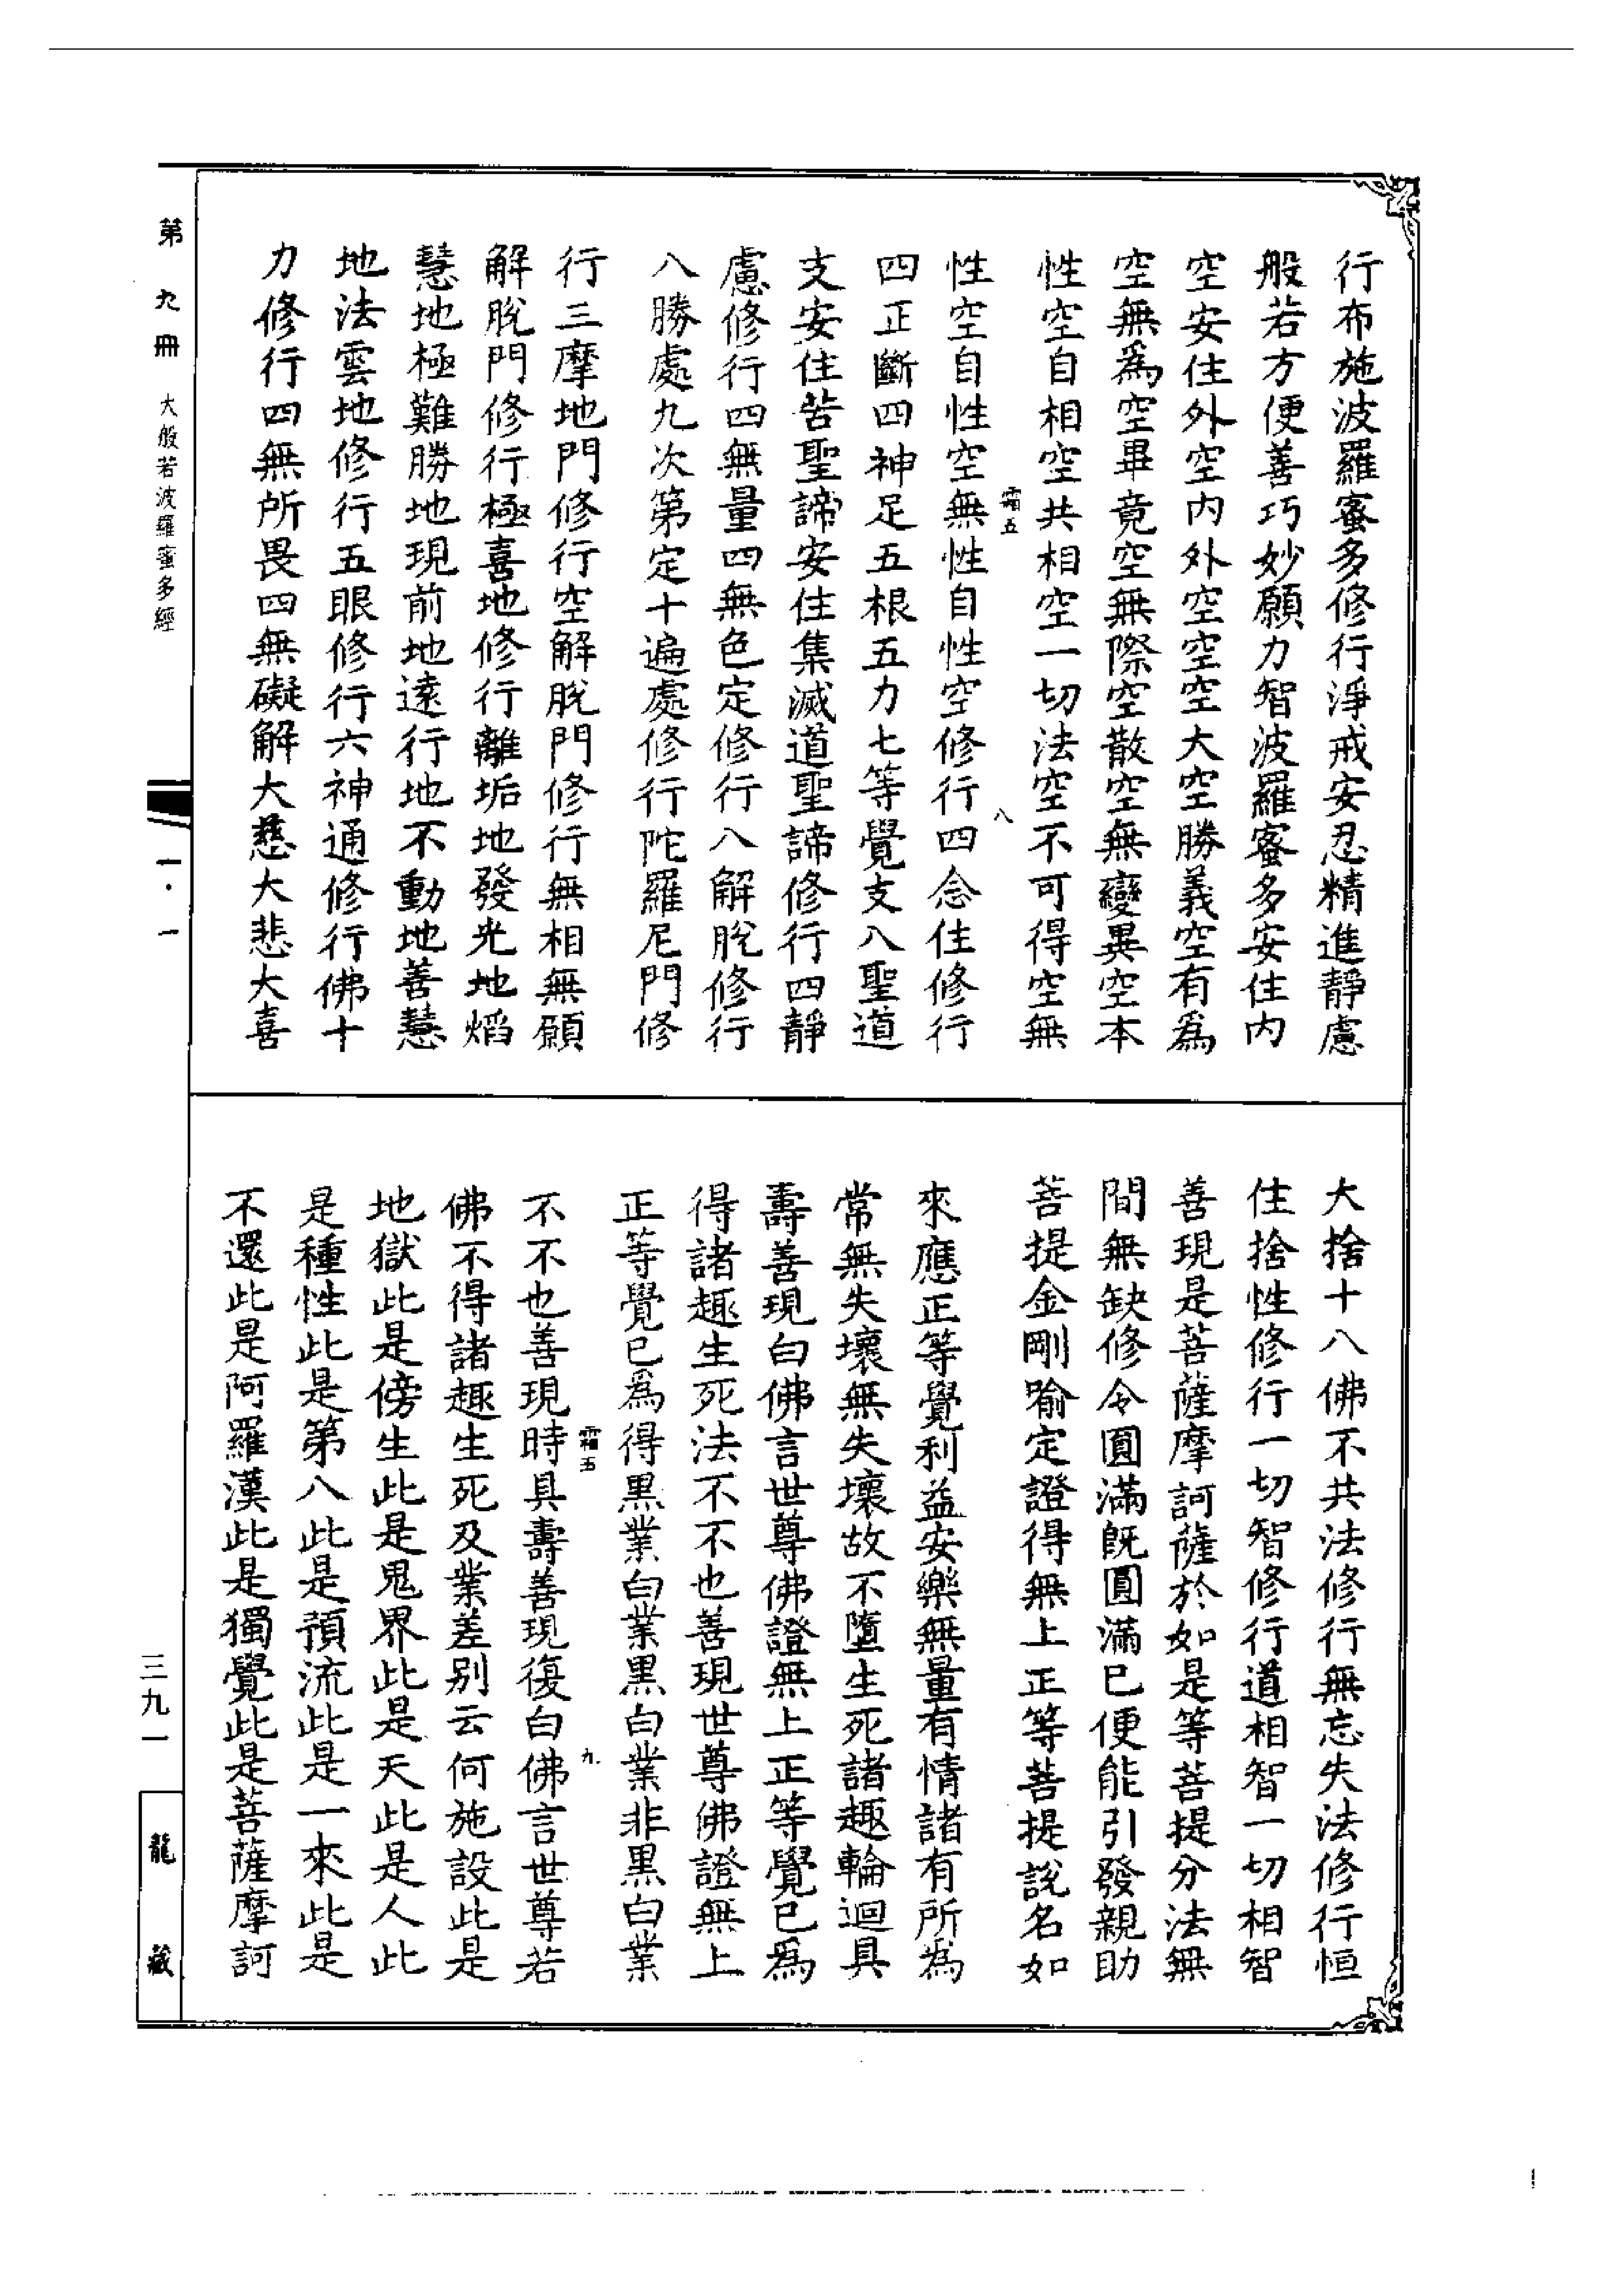 行布施波羅蜜多修行淨戒安忍精進靜慮
般若方便善巧妙願力智波羅蜜多安住內
空安住外空內外空空空大空勝義空有為
空無為空畢竟空無際空散空無變異空本
性空自相空共相空一切法空不可得空無
性空自性空無性自性空修行四念住修行
霜五
八
四正斷四神足五根五力七等覺支八聖道
支安住苦聖諦安住集滅道聖諦修行四靜
慮修行四無量四無色定修行八解脫修行
八勝處九次第定十遍處修行陀羅尼門修
行三摩地門修行空解脫門修行無相無願
解脫門修行極喜地修行離垢地發光地焰
慧地極難勝地現前地遠行地不動地善慧
地法雲地修行五眼修行六神通修行佛十
力修行四無所畏四無礙解大慈大悲大喜
大捨十八佛不共法修行無忘失法修行恒
住捨性修行一切智修行道相智一切相智
善現是菩薩摩訶薩於如是等菩提分法無
間無缺修令圓滿既圓滿已便能引發親助
菩提金剛喻定證得無上正等菩提說名如
來應正等覺利益安樂無量有情諸有所為
常無失壞無失壞故不墮生死諸趣輪迴具
壽善現白佛言世尊佛證無上正等覺已為
得諸趣生死法不不也善現世尊佛證無上
正等覺已為得黑業白業黑白業非黑白業
不不也善現時具壽善現復白佛言世尊若
霜五
九
佛不得諸趣生死及業差別云何施設此是
地獄此是傍生此是鬼界此是天此是人此
是種性此是第八此是預流此是一來此是
不還此是阿羅漢此是獨覺此是菩薩摩訶
第九冊 大般若波羅蜜多經
一·一
三九一
龍藏